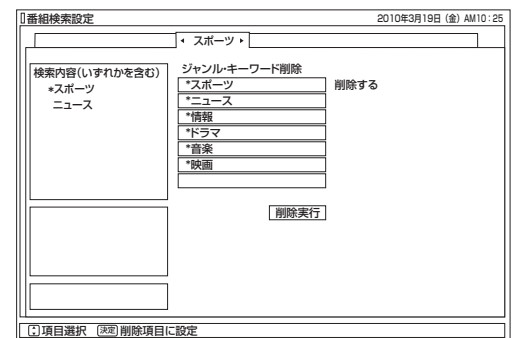 番組検索設定 2010年3月19日(金) AM10:25
スポーツ
検索内容(いずれかを含む)
*スポーツ
ニュース
ジャンル・キーワード削除
*スポーツ 削除する
*ニュース
*情報
*ドラマ
*音楽
*映画
削除実行
項目選択 決定 削除項目に設定